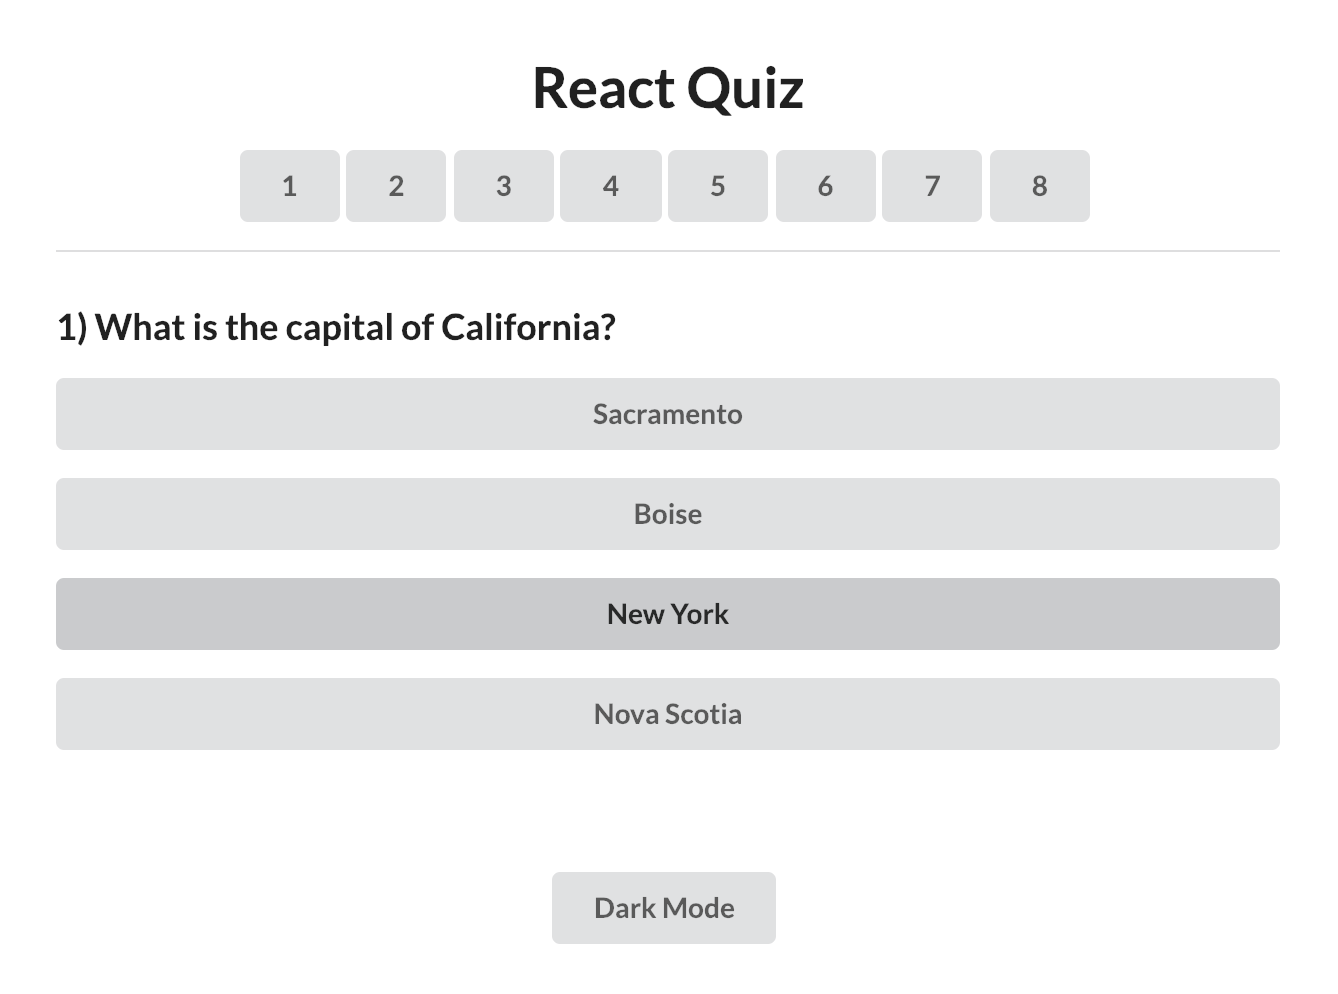 React Quiz
1 2 3 4 5 6 7 8
1) What is the capital of California?
Sacramento
Boise
New York
Nova Scotia
Dark Mode